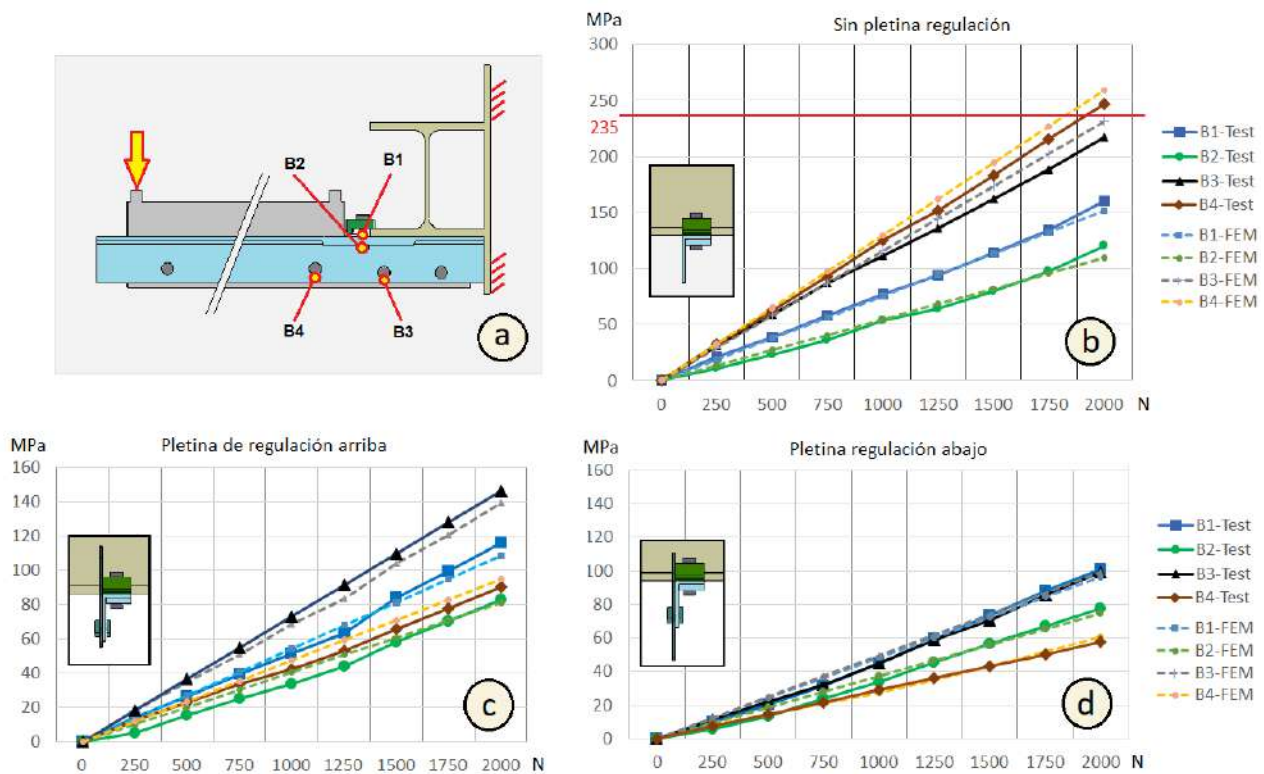 B2
B1
B4
B3
a
MPa
Sin pletina regulación
300
250
235
200
150
100
50
0
0 250 500 750 1000 1250 1500 1750 2000 N
b
B1-Test
B2-Test
B3-Test
B4-Test
B1-FEM
B2-FEM
B3-FEM
B4-FEM
MPa
Pletina de regulación arriba
160
140
120
100
80
60
40
20
0
0 250 500 750 1000 1250 1500 1750 2000 N
c
MPa
Pletina regulación abajo
160
140
120
100
80
60
40
20
0
0 250 500 750 1000 1250 1500 1750 2000 N
d
B1-Test
B2-Test
B3-Test
B4-Test
B1-FEM
B2-FEM
B3-FEM
B4-FEM